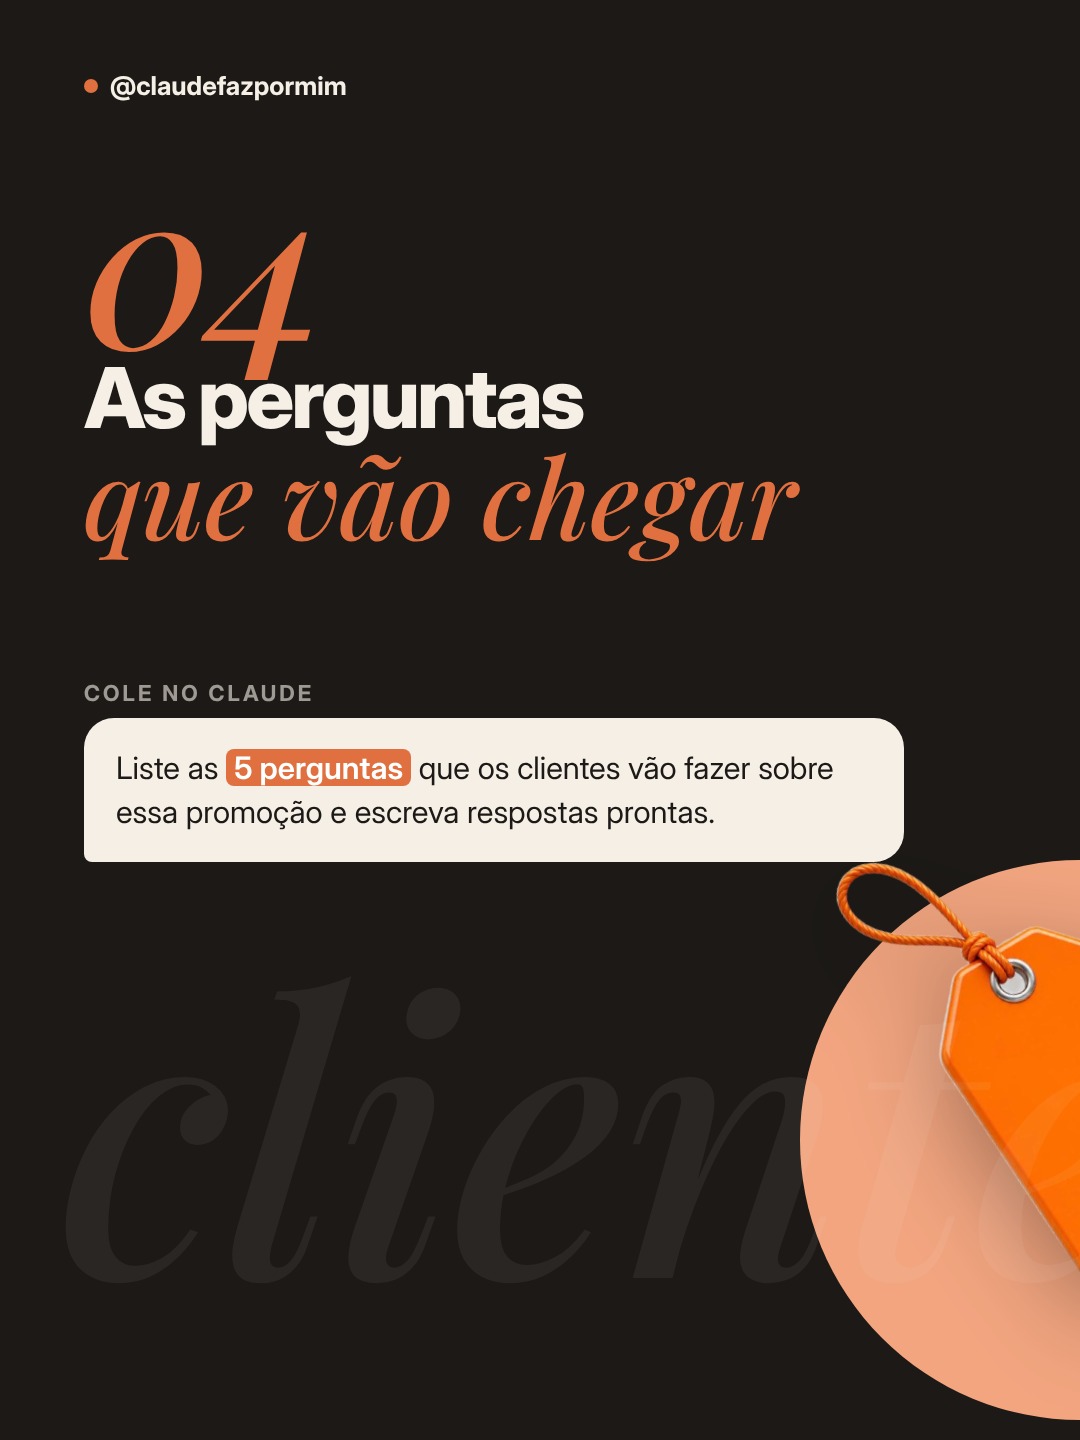 @claudefazpormim
04
As perguntas
que vão chegar
COLE NO CLAUDE
Liste as 5 perguntas que os clientes vão fazer sobre
essa promoção e escreva respostas prontas.
cliente